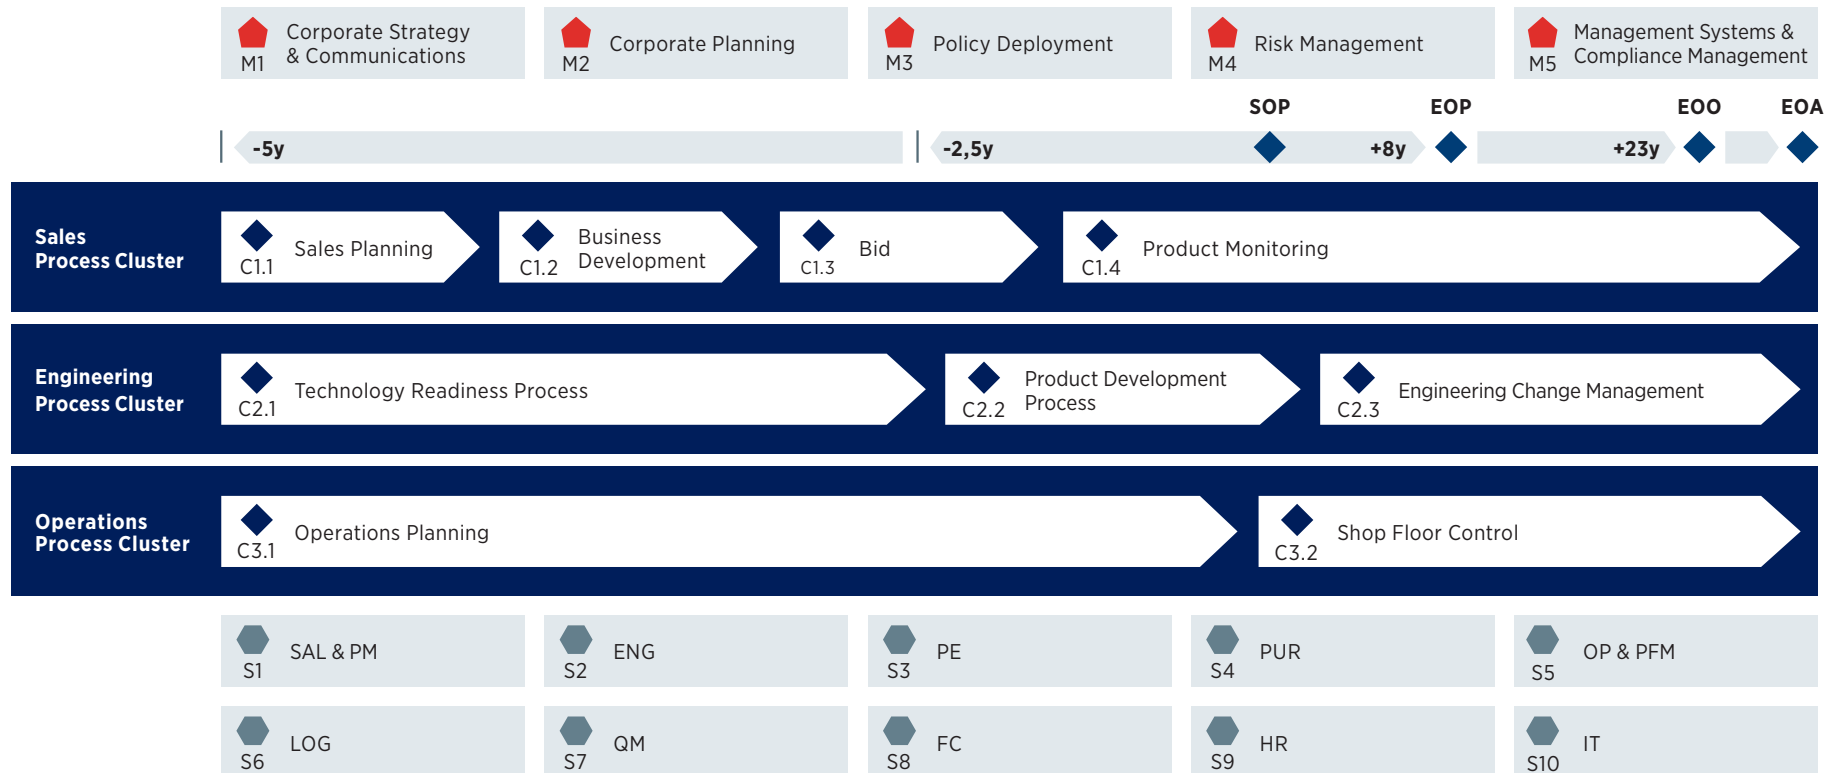 M1 Corporate Strategy
& Communications
M2 Corporate Planning
M3 Policy Deployment
M4 Risk Management
M5 Management Systems &
Compliance Management
SOP EOP EOO EOA
-5y -2,5y +8y +23y
Sales
Process Cluster
C1.1 Sales Planning
C1.2 Business
Development
C1.3 Bid
C1.4 Product Monitoring
Engineering
Process Cluster
C2.1 Technology Readiness Process
C2.2 Product Development
Process
C2.3 Engineering Change Management
Operations
Process Cluster
C3.1 Operations Planning
C3.2 Shop Floor Control
S1 SAL & PM
S2 ENG
S3 PE
S4 PUR
S5 OP & PFM
S6 LOG
S7 QM
S8 FC
S9 HR
S10 IT